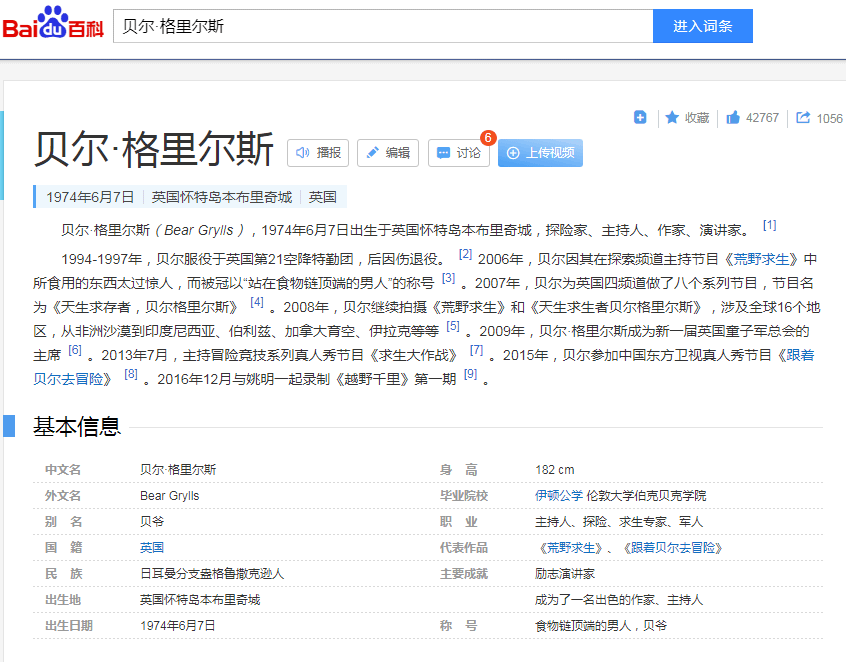 Bai du 百科 贝尔·格里尔斯 进入词条
收藏 42767 1056
贝尔·格里尔斯 播报 编辑 讨论 6 上传视频
1974年6月7日 英国怀特岛本布里奇城 英国
贝尔·格里尔斯（Bear Grylls），1974年6月7日出生于英国怀特岛本布里奇城，探险家、主持人、作家、演讲家。 [1]
1994-1997年，贝尔服役于英国第21空降特勤团，后因伤退役。 [2] 2006年，贝尔因其在探索频道主持节目《荒野求生》中
所食用的东西太过惊人，而被冠以“站在食物链顶端的男人”的称号 [3] 。2007年，贝尔为英国四频道做了八个系列节目，节目名
为《天生求存者，贝尔格里尔斯》 [4] 。2008年，贝尔继续拍摄《荒野求生》和《天生求生者贝尔格里尔斯》，涉及全球16个地
区，从非洲沙漠到印度尼西亚、伯利兹、加拿大育空、伊拉克等等 [5] 。2009年，贝尔·格里尔斯成为新一届英国童子军总会的
主席 [6] 。2013年7月，主持冒险竞技系列真人秀节目《求生大作战》 [7] 。2015年，贝尔参加中国东方卫视真人秀节目《跟着
贝尔去冒险》 [8] 。2016年12月与姚明一起录制《越野千里》第一期 [9] 。
基本信息
中文名 贝尔·格里尔斯 身 高 182 cm
外文名 Bear Grylls 毕业院校 伊顿公学 伦敦大学伯克贝克学院
别 名 贝爷 职 业 主持人、探险、求生专家、军人
国 籍 英国 代表作品 《荒野求生》、《跟着贝尔去冒险》
民 族 日耳曼分支盎格鲁撒克逊人 主要成就 励志演讲家
出生地 英国怀特岛本布里奇城 成为了一名出色的作家、主持人
出生日期 1974年6月7日 称 号 食物链顶端的男人，贝爷